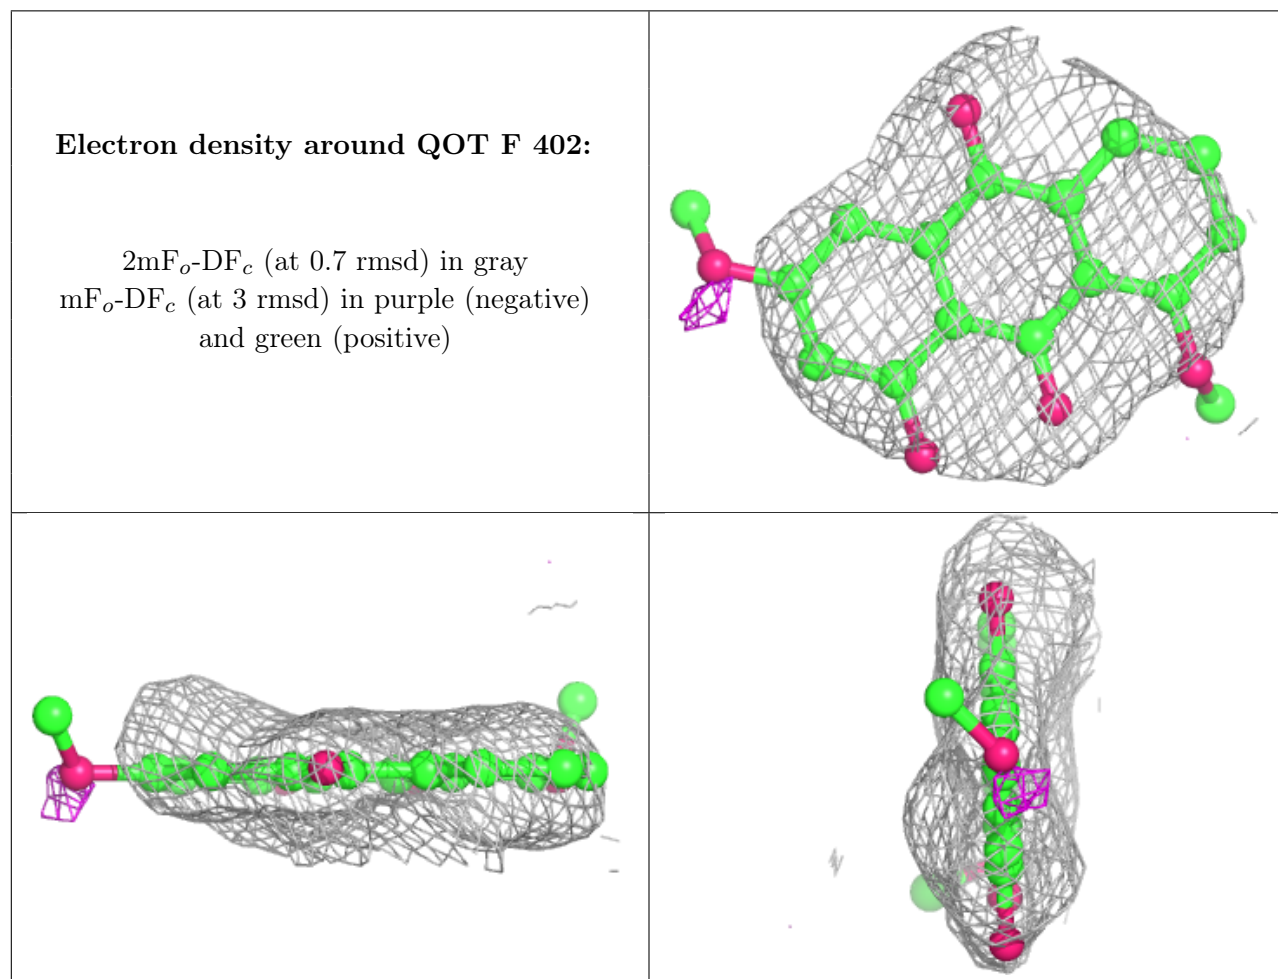 Electron density around QOT F 402:
2mFo-DFc (at 0.7 rmsd) in gray
mFo-DFc (at 3 rmsd) in purple (negative)
and green (positive)